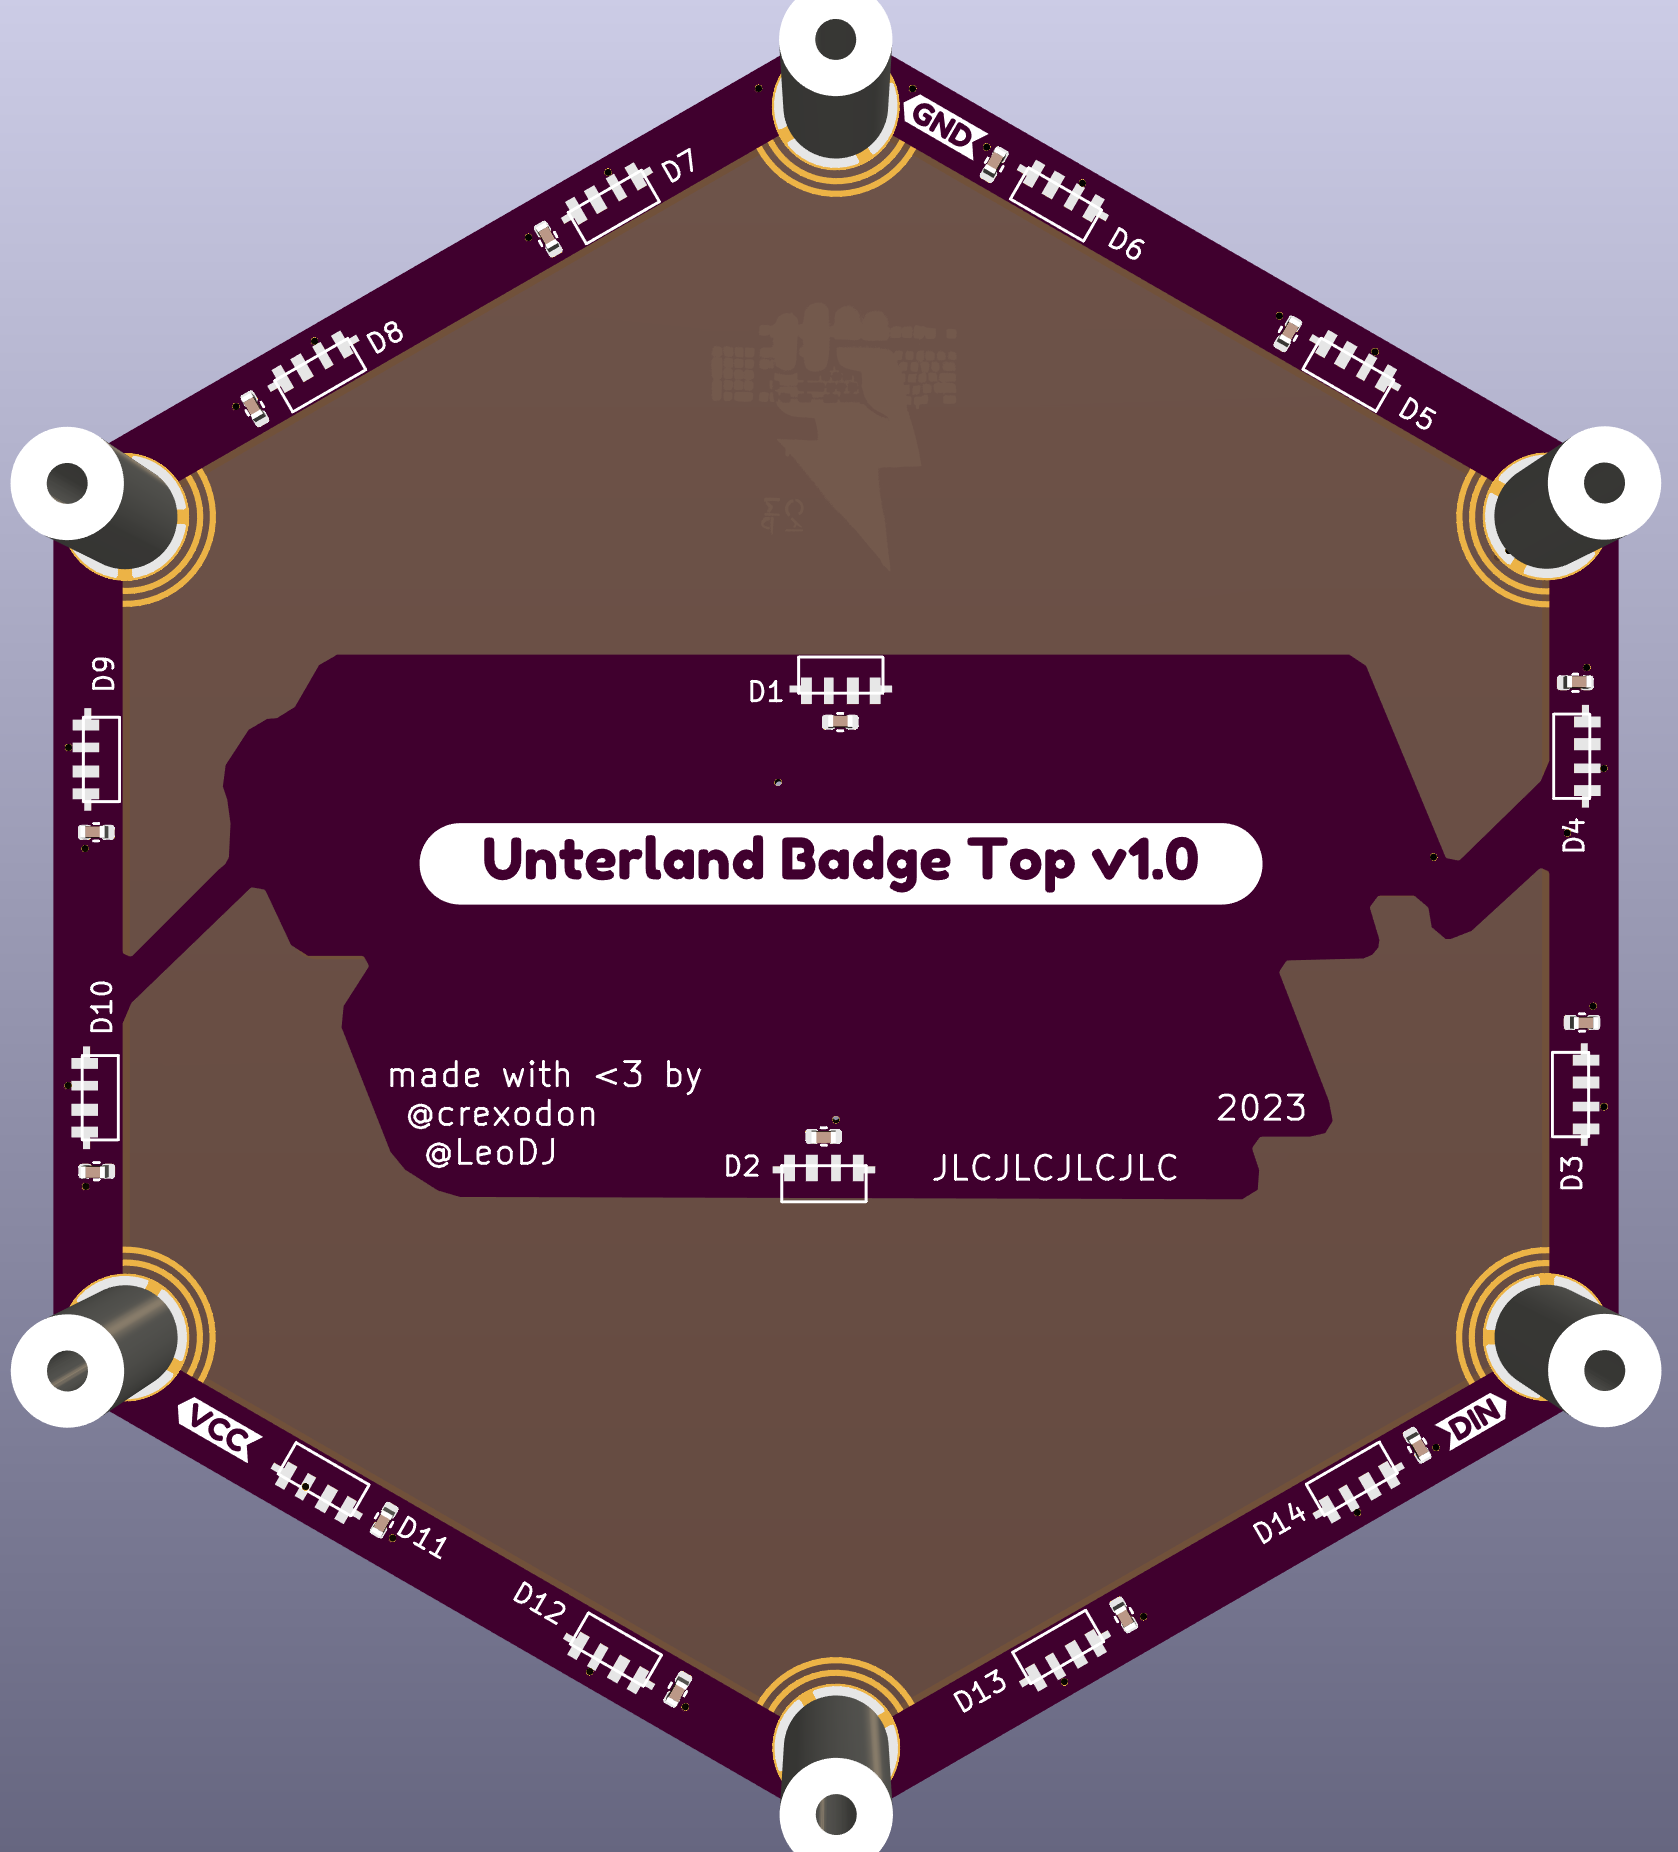 GND
D7
D6
D8
D5
D9
D1
D4
Unterland Badge Top v1.0
D10
made with <3 by
@crexodon
@LeoDJ
2023
D2
JLCJLCJLCJLC
D3
VCC
DIN
D11
D14
D12
D13